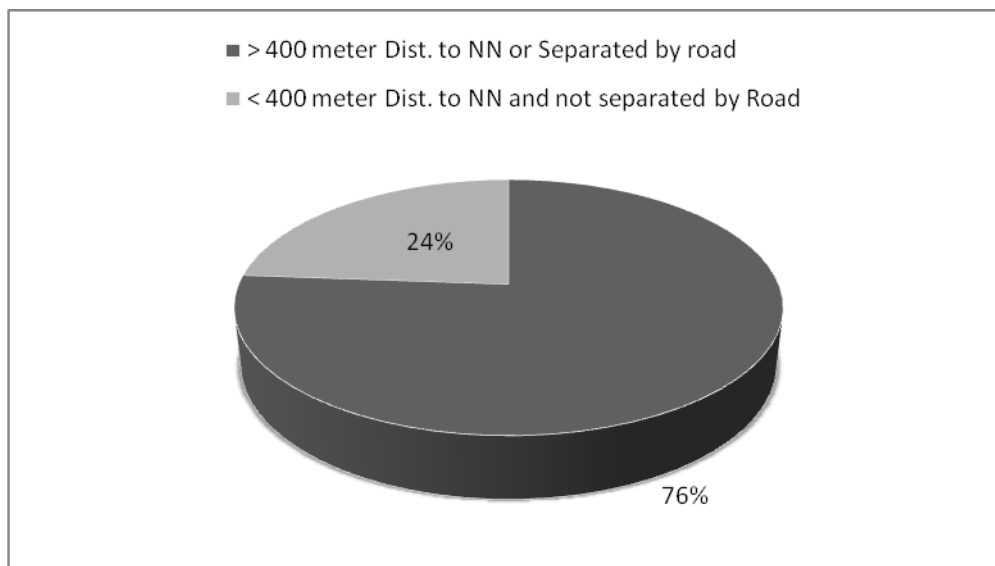 > 400 meter Dist. to NN or Separated by road
< 400 meter Dist. to NN and not separated by Road
24%
76%